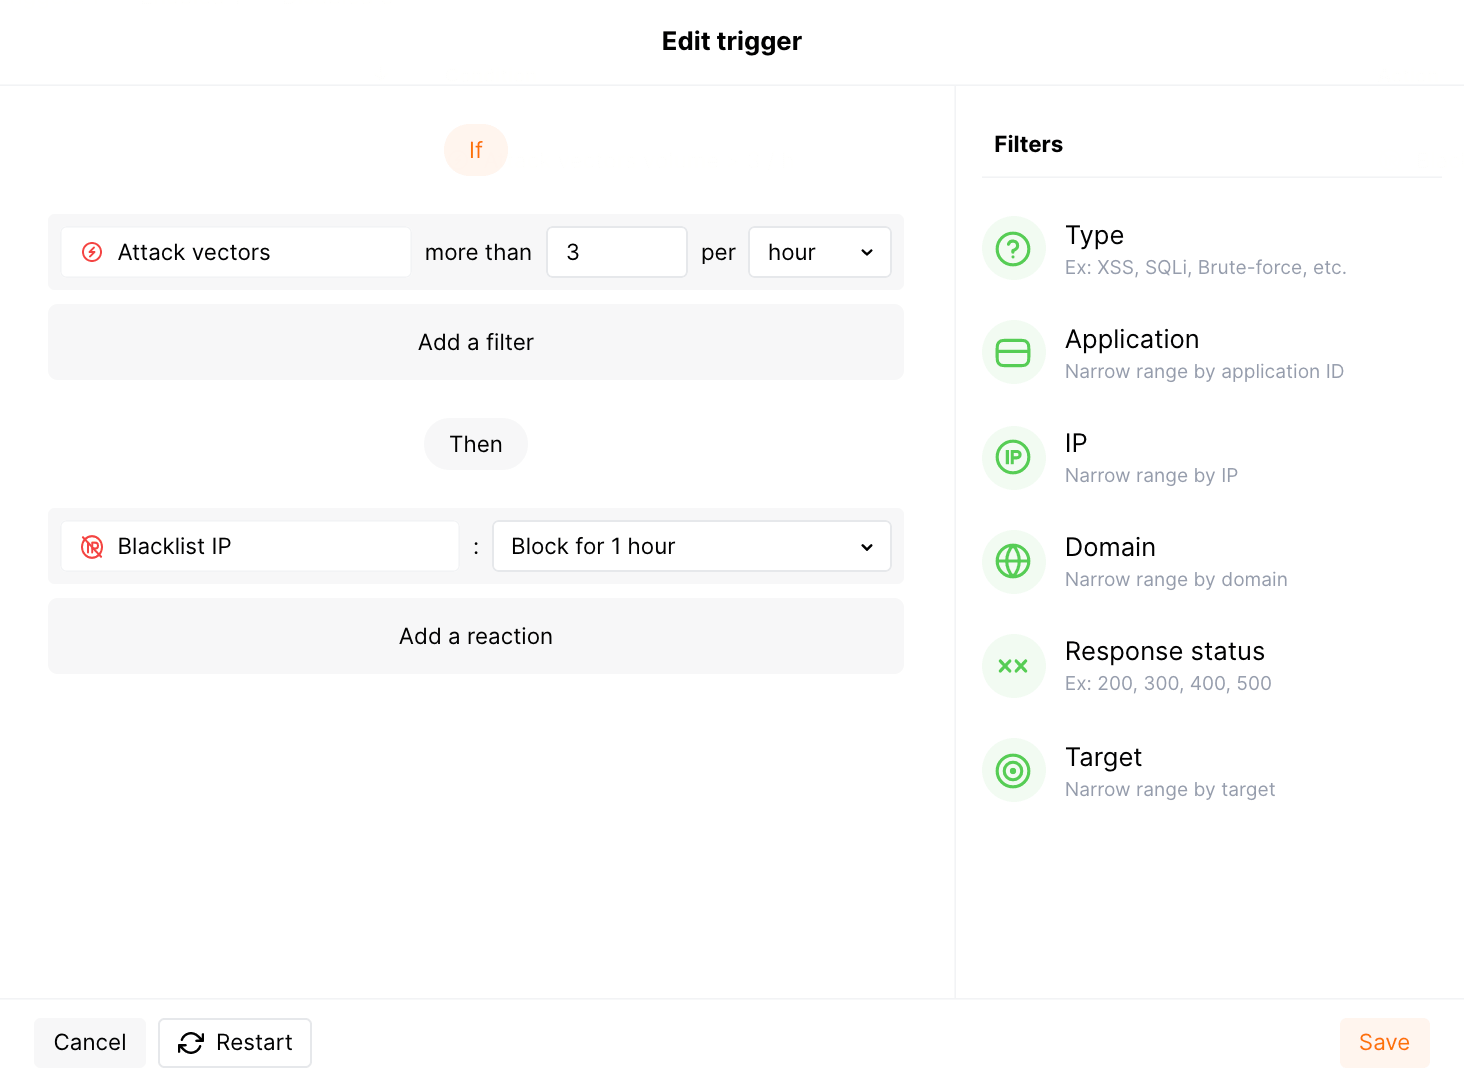 Edit trigger
If
Attack vectors more than 3 per hour
Add a filter
Then
Blacklist IP : Block for 1 hour
Add a reaction
Filters
Type
Ex: XSS, SQLi, Brute-force, etc.
Application
Narrow range by application ID
IP
IP
Narrow range by IP
Domain
Narrow range by domain
Response status
Ex: 200, 300, 400, 500
Target
Narrow range by target
Cancel
Restart
Save